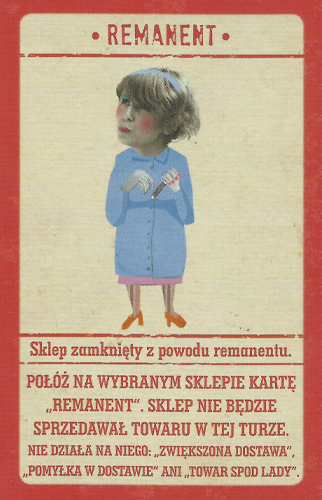 • REMANENT •
Sklep zamknięty z powodu remanentu.
POŁÓŻ NA WYBRANYM SKLEPIE KARTĘ
„REMANENT”. SKLEP NIE BĘDZIE
SPRZEDAWAŁ TOWARU W TEJ TURZE.
NIE DZIAŁA NA NIEGO: „ZWIĘKSZONA DOSTAWA”,
„POMYŁKA W DOSTAWIE” ANI „TOWAR SPOD LADY”.